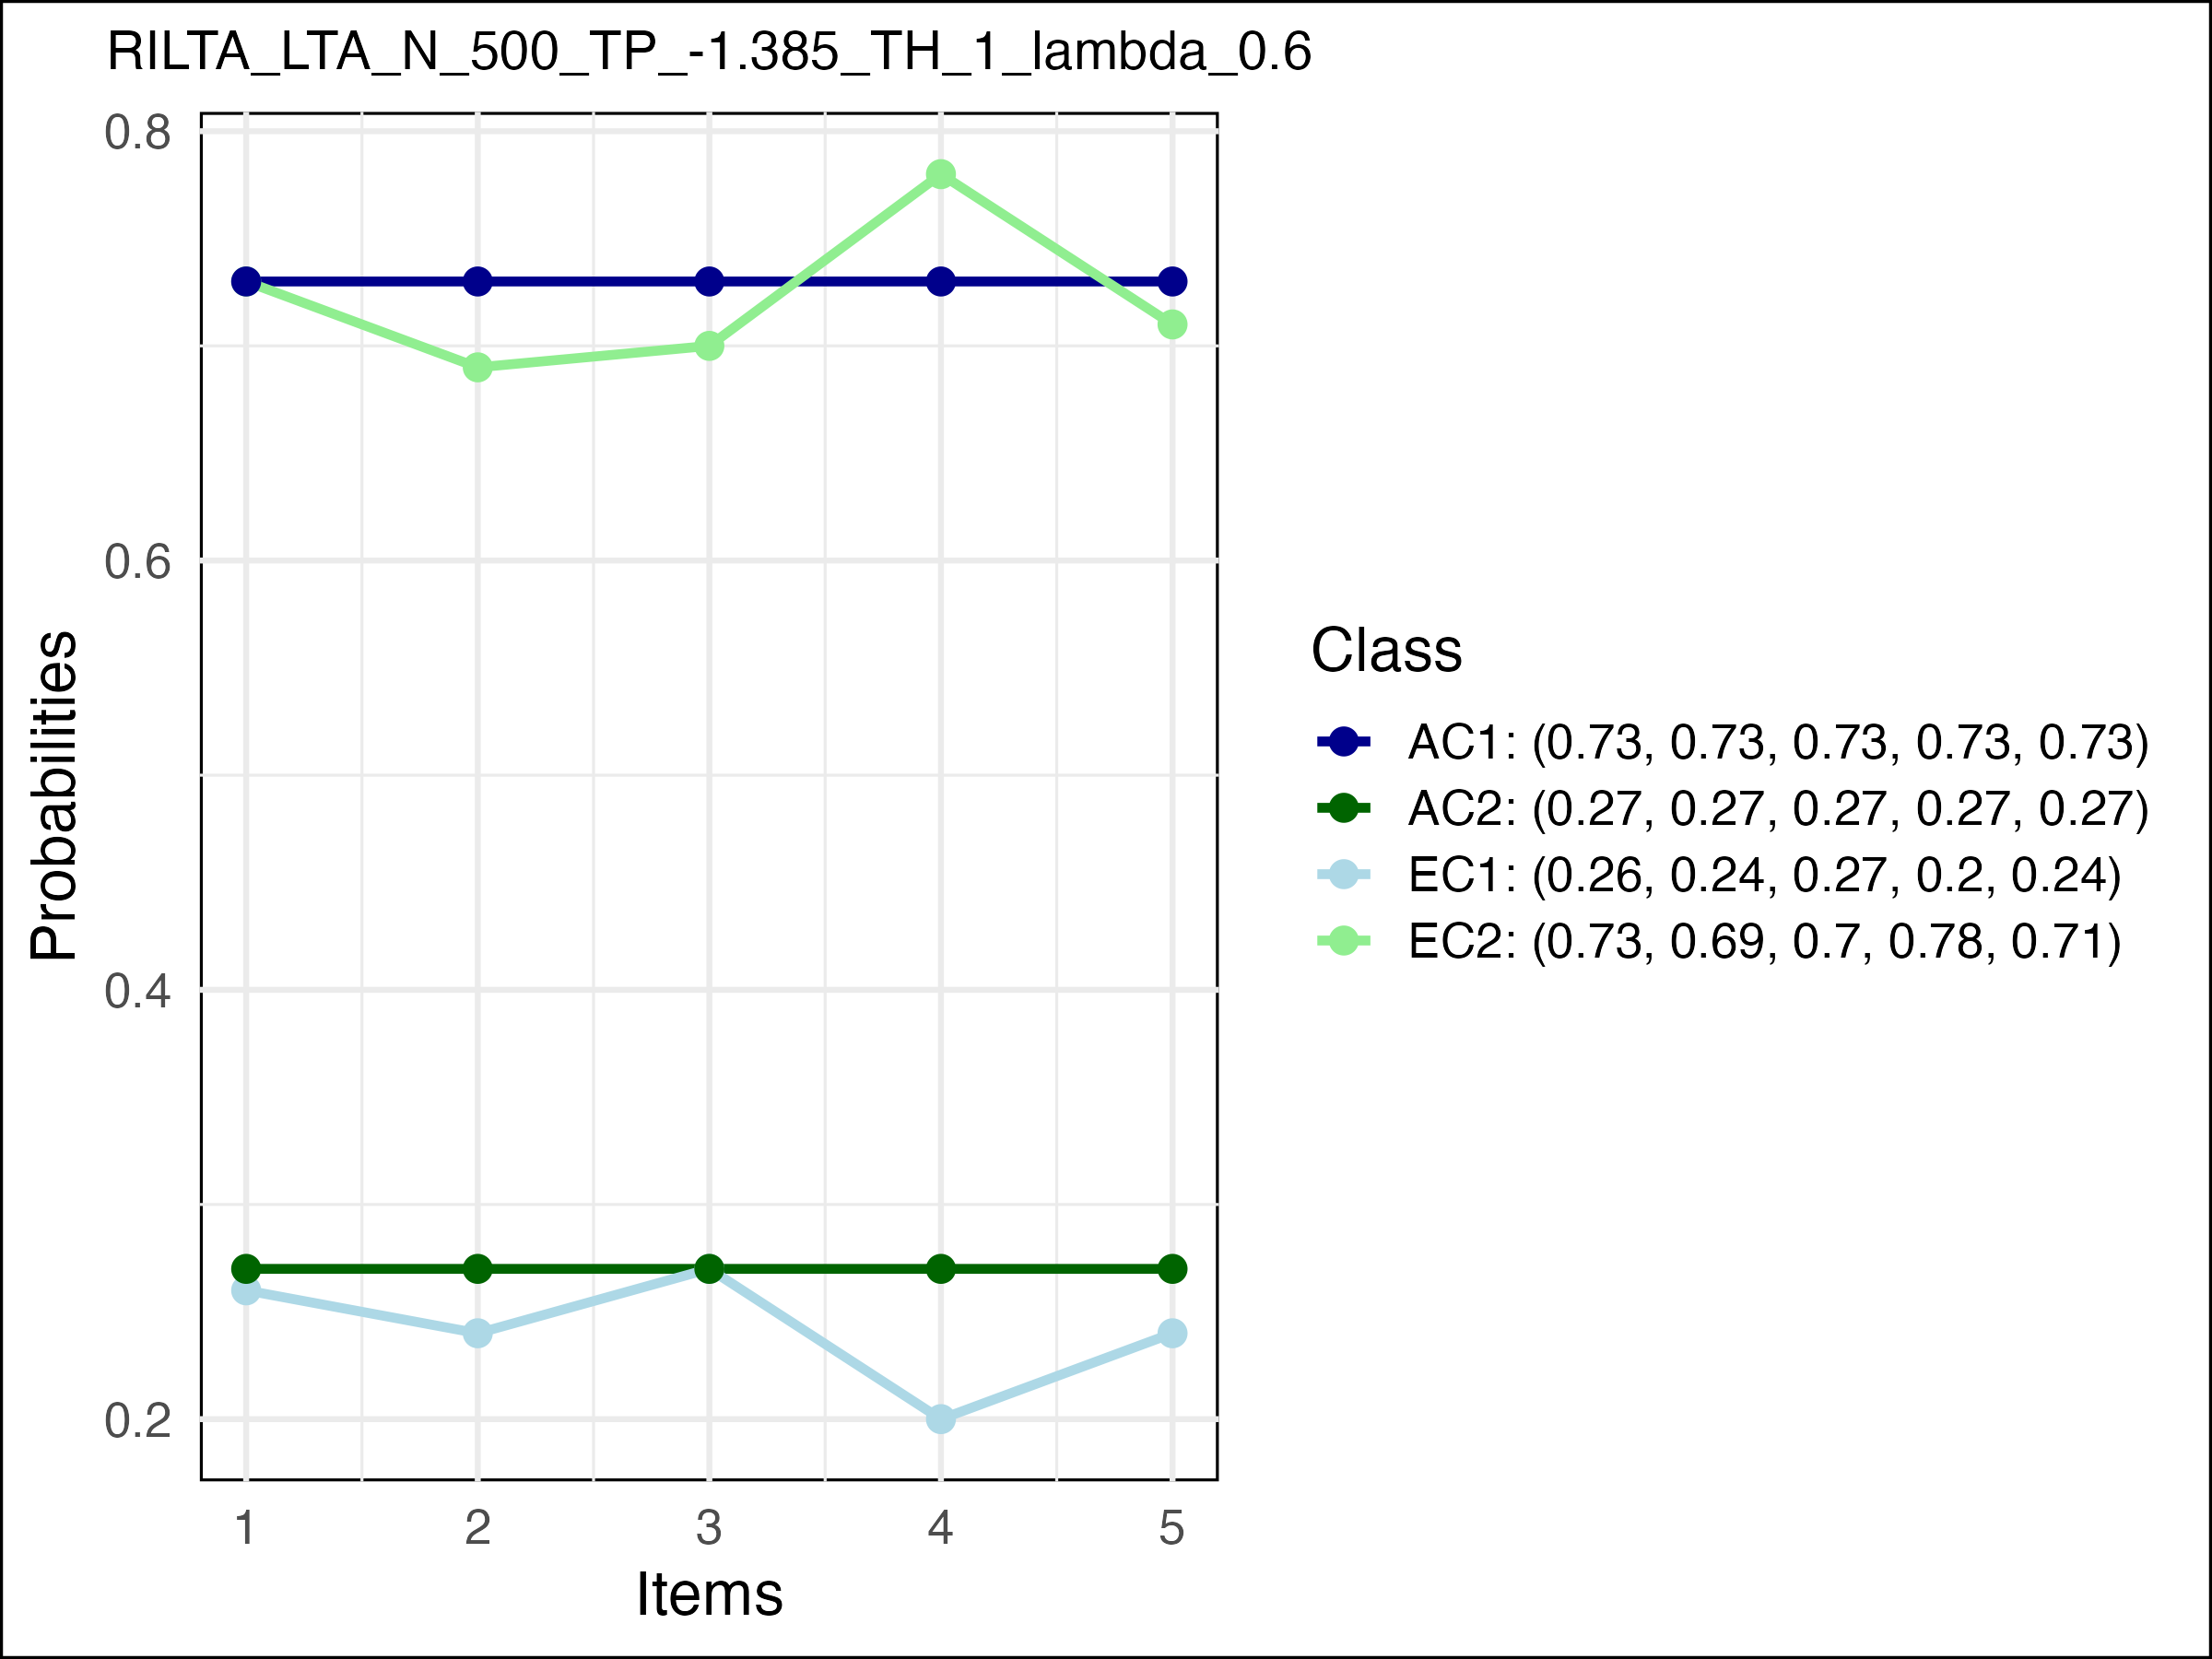 RILTA_LTA_N_500_TP_-1.385_TH_1_lambda_0.6
0.8
0.6
0.4
0.2
Probabilities
1 2 3 4 5
Items
Class
AC1: (0.73, 0.73, 0.73, 0.73, 0.73)
AC2: (0.27, 0.27, 0.27, 0.27, 0.27)
EC1: (0.26, 0.24, 0.27, 0.2, 0.24)
EC2: (0.73, 0.69, 0.7, 0.78, 0.71)